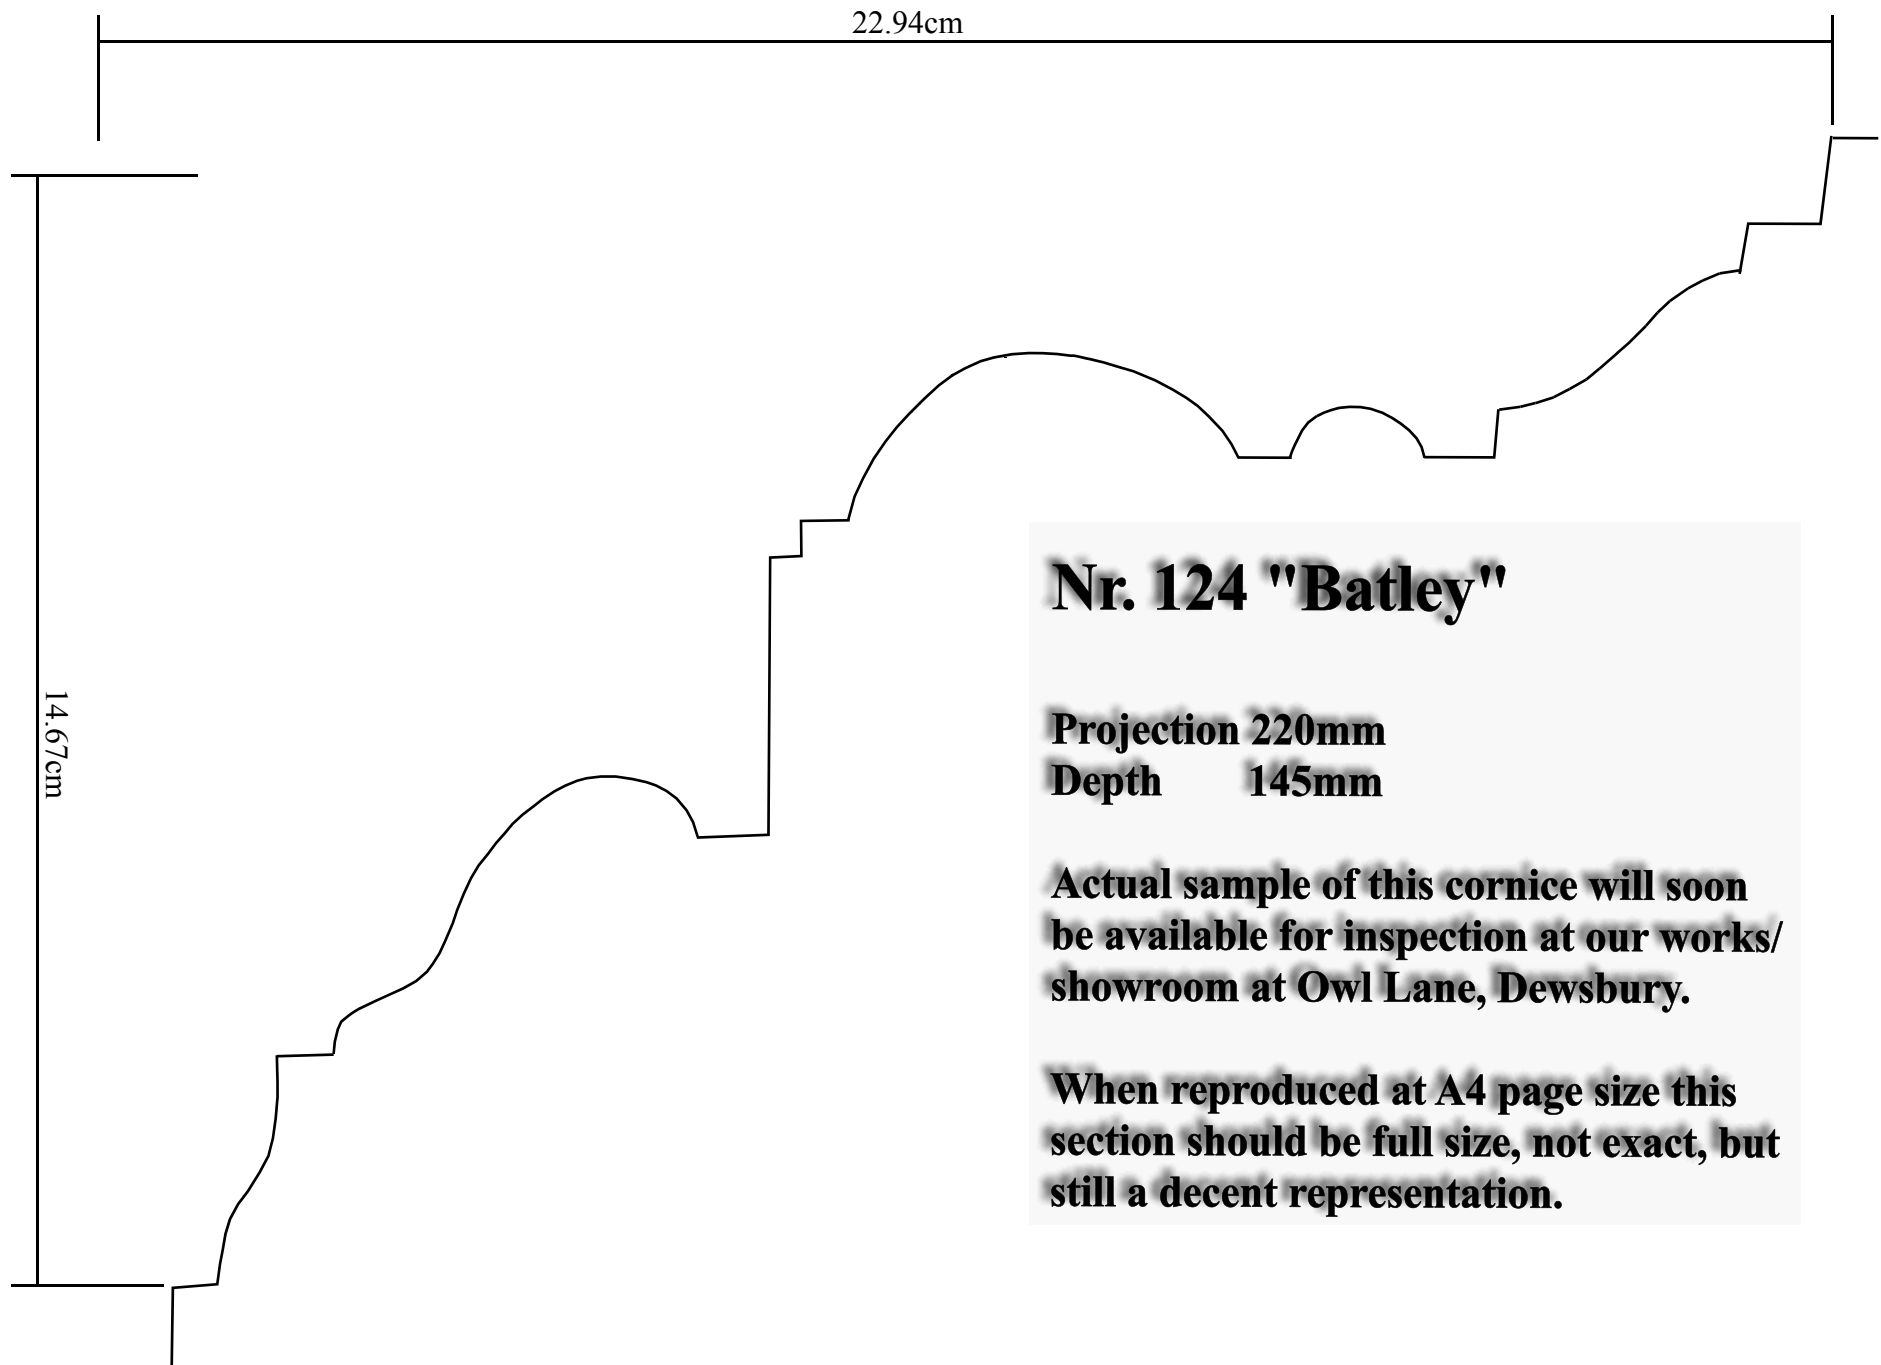 22.94cm
14.67cm
Nr. 124 "Batley"
Projection 220mm
Depth 145mm
Actual sample of this cornice will soon
be available for inspection at our works/
showroom at Owl Lane, Dewsbury.
When reproduced at A4 page size this
section should be full size, not exact, but
still a decent representation.